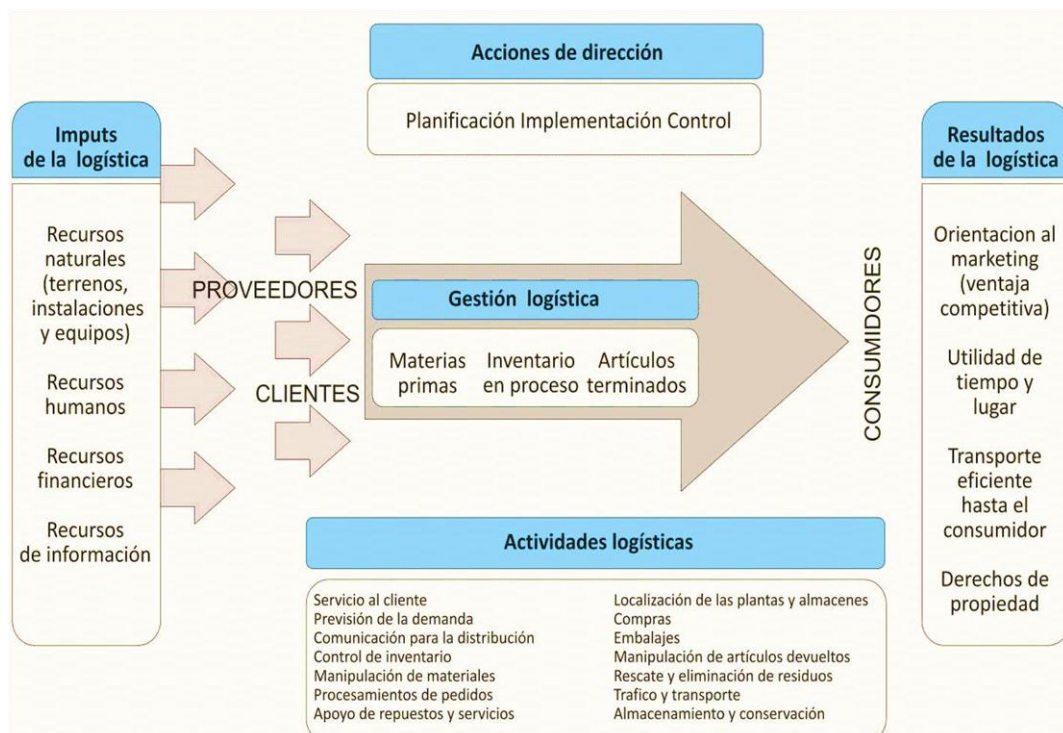 Acciones de dirección
Planificación Implementación Control
Imputs
de la logística
Recursos
naturales
(terrenos,
instalaciones
y equipos)
Recursos
humanos
Recursos
financieros
Recursos
de información
PROVEEDORES
CLIENTES
Gestión logística
Materias
primas
Inventario
en proceso
Artículos
terminados
CONSUMIDORES
Resultados
de la logística
Orientacion al
marketing
(ventaja
competitiva)
Utilidad de
tiempo y
lugar
Transporte
eficiente
hasta el
consumidor
Derechos de
propiedad
Actividades logísticas
Servicio al cliente
Previsión de la demanda
Comunicación para la distribución
Control de inventario
Manipulación de materiales
Procesamientos de pedidos
Apoyo de repuestos y servicios
Localización de las plantas y almacenes
Compras
Embalajes
Manipulación de artículos devueltos
Rescate y eliminación de residuos
Trafico y transporte
Almacenamiento y conservación